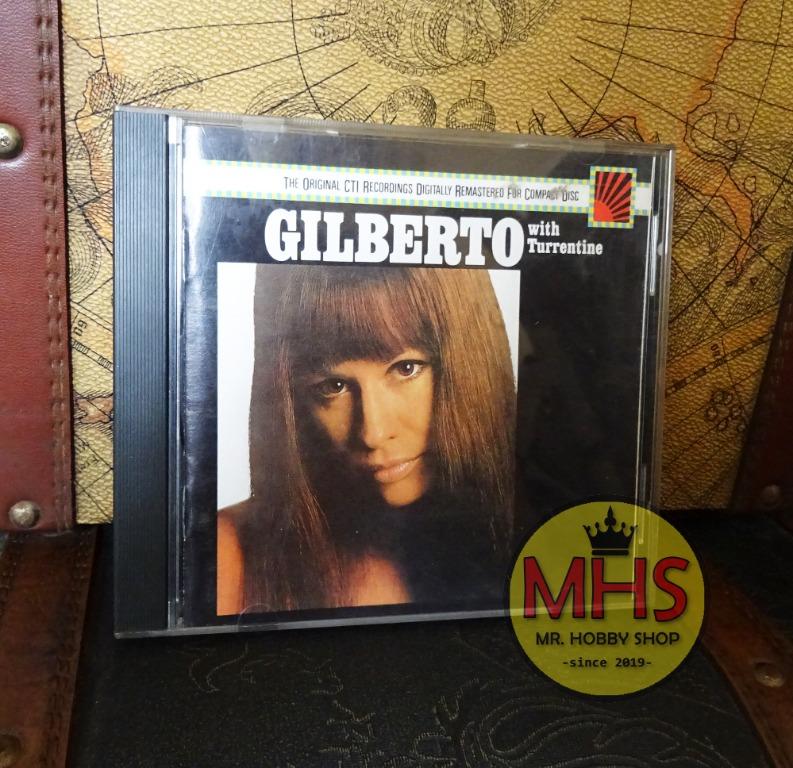 THE ORIGINAL CTI RECORDINGS DIGITALLY REMASTERED FOR COMPACT DISC
GILBERTO with
Turrentine
MHS
MR. HOBBY SHOP
-since 2019-